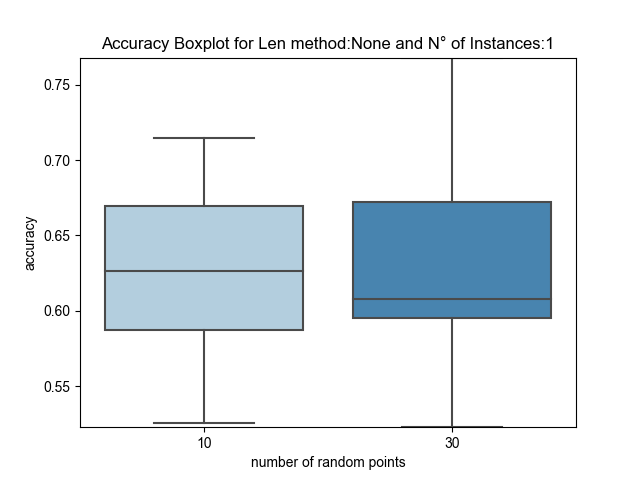 Accuracy Boxplot for Len method:None and N° of Instances:1
accuracy
0.75
0.70
0.65
0.60
0.55
10 30
number of random points